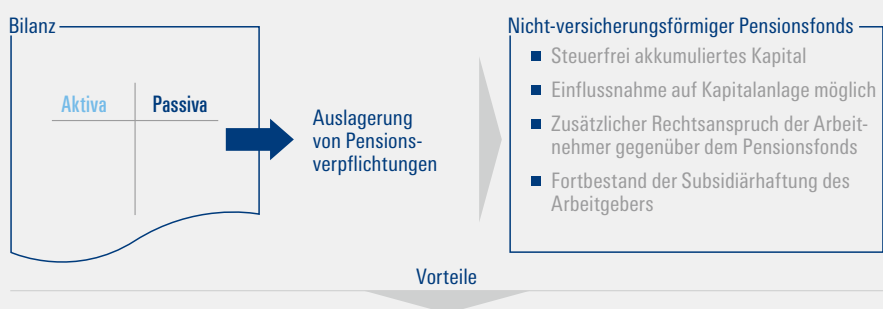 Bilanz
Aktiva
Passiva
Auslagerung
von Pensions-
verpflichtungen
Nicht-versicherungsförmiger Pensionsfonds
Steuerfrei akkumuliertes Kapital
Einflussnahme auf Kapitalanlage möglich
Zusätzlicher Rechtsanspruch der Arbeit-
nehmer gegenüber dem Pensionsfonds
Fortbestand der Subsidiärhaftung des
Arbeitgebers
Vorteile